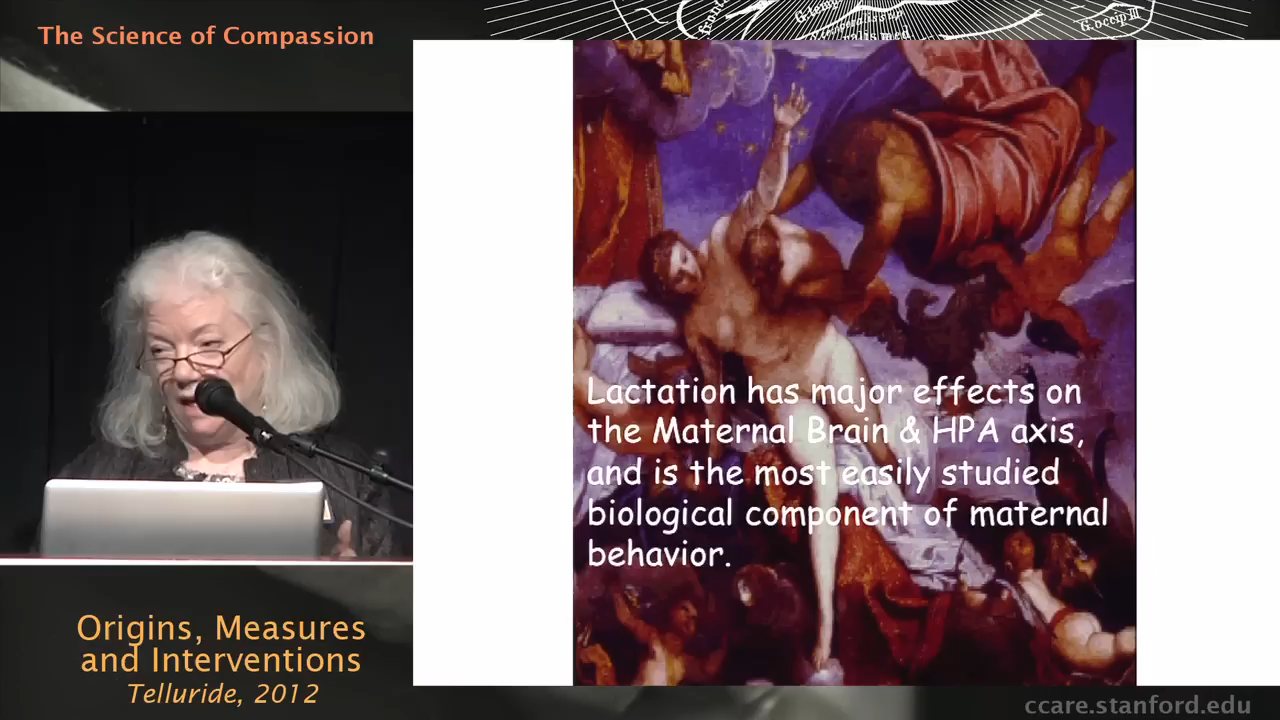 The Science of Compassion
G.occipIII
Lactation has major effects on
the Maternal Brain & HPA axis,
and is the most easily studied
biological component of maternal
behavior.
Origins, Measures
and Interventions
Telluride, 2012
ccare.stanford.edu